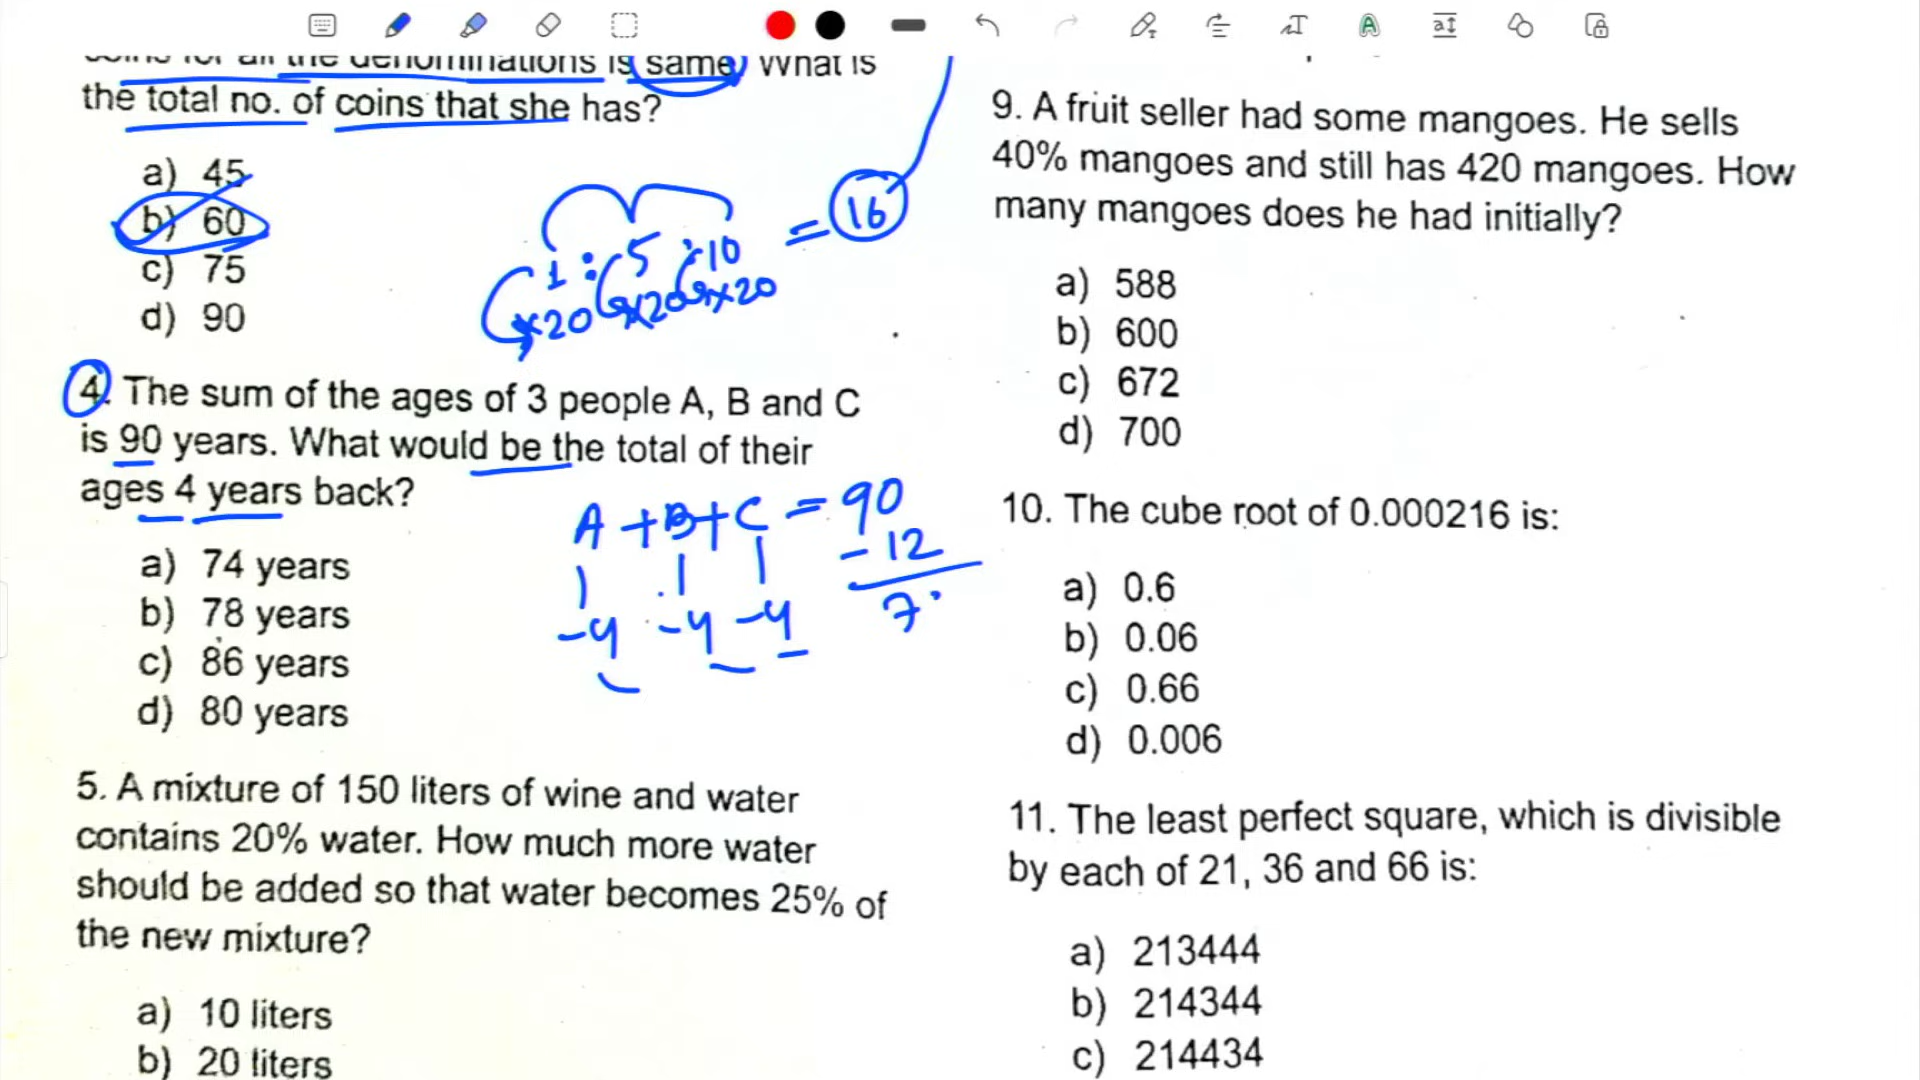 the denominations is same What is
the total no. of coins that she has?
a) 45
b) 60
c) 75
d) 90
1 : 5 : 10 = 16
×20 ×20 ×20
4. The sum of the ages of 3 people A, B and C
is 90 years. What would be the total of their
ages 4 years back?
A + B + C = 90
- 12
-4 -4 -4
7
a) 74 years
b) 78 years
c) 86 years
d) 80 years
5. A mixture of 150 liters of wine and water
contains 20% water. How much more water
should be added so that water becomes 25% of
the new mixture?
a) 10 liters
b) 20 liters
9. A fruit seller had some mangoes. He sells
40% mangoes and still has 420 mangoes. How
many mangoes does he had initially?
a) 588
b) 600
c) 672
d) 700
10. The cube root of 0.000216 is:
a) 0.6
b) 0.06
c) 0.66
d) 0.006
11. The least perfect square, which is divisible
by each of 21, 36 and 66 is:
a) 213444
b) 214344
c) 214434